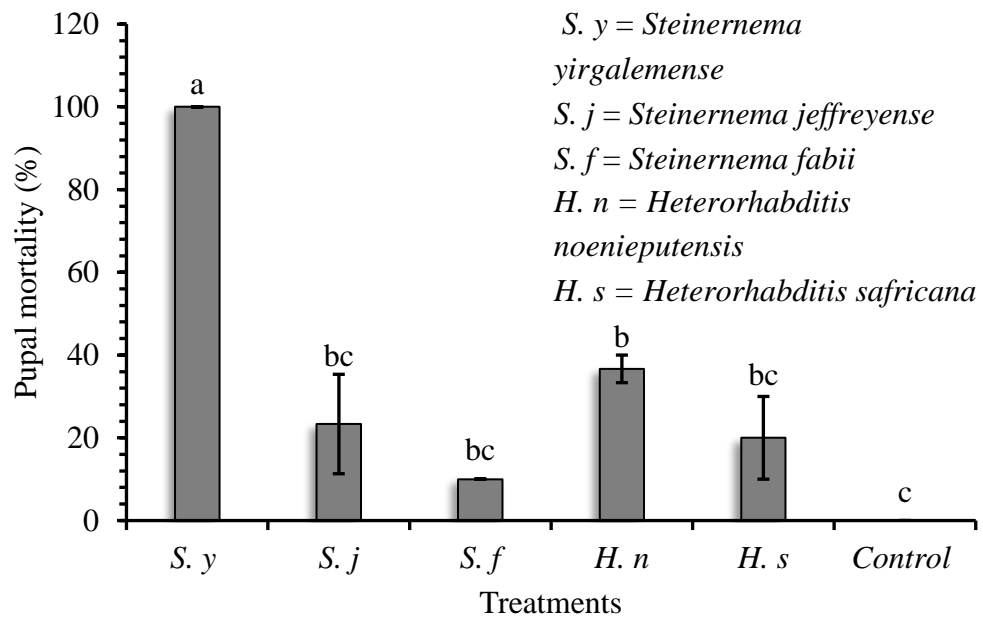 120
100
80
60
40
20
0
Pupal mortality (%)
a
bc
bc
b
bc
c
S. y = Steinernema
yirgalemense
S. j = Steinernema jeffreyense
S. f = Steinernema fabii
H. n = Heterorhabditis
noenieputensis
H. s = Heterorhabditis safricana
S. y
S. j
S. f
H. n
H. s
Control
Treatments